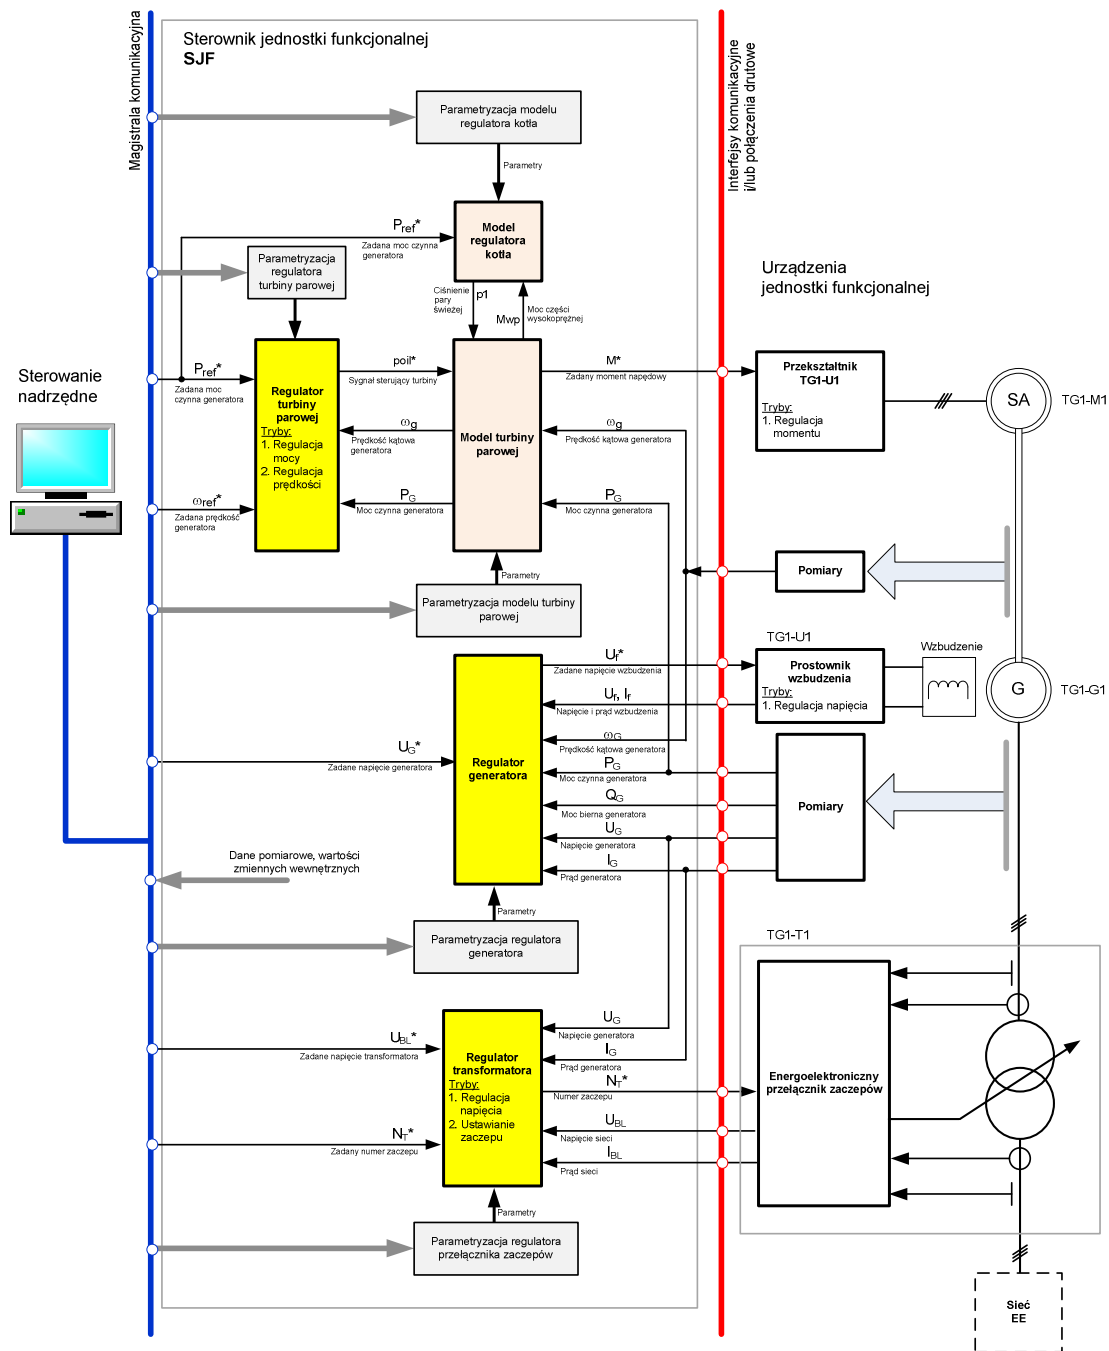 Magistrala komunikacyjna
Sterownik jednostki funkcjonalnej
SJF
Interfejsy komunikacyjne
i/lub połączenia drutowe
Parametryzacja modelu
regulatora kotła
Parametry
Pref*
Zadana moc czynna
generatora
Model
regulatora
kotła
Parametryzacja
regulatora
turbiny parowej
Urządzenia
jednostki funkcjonalnej
Ciśnienie
pary
świeżej
p1
Mwp
Moc części
wysokoprężnej
Sterowanie
nadrzędne
Pref*
Zadana moc
czynna generatora
Regulator
turbiny
parowej
Tryby:
1. Regulacja
mocy
2. Regulacja
prędkości
poil*
Sygnał sterujący turbiny
ωg
Prędkość kątowa
generatora
PG
Moc czynna generatora
Model turbiny
parowej
M*
Zadany moment napędowy
ωg
Prędkość kątowa generatora
PG
Moc czynna generatora
Przekształtnik
TG1-U1
Tryby:
1. Regulacja
momentu
SA
TG1-M1
ωref*
Zadana prędkość
generatora
Parametry
Parametryzacja modelu turbiny
parowej
Pomiary
TG1-U1
Uf*
Zadane napięcie wzbudzenia
Uf, If
Napięcie i prąd wzbudzenia
Prostownik
wzbudzenia
Tryby:
1. Regulacja napięcia
Wzbudzenie
G
TG1-G1
UG*
Zadane napięcie generatora
Regulator
generatora
ωG
Prędkość kątowa generatora
PG
Moc czynna generatora
QG
Moc bierna generatora
UG
Napięcie generatora
IG
Prąd generatora
Pomiary
Dane pomiarowe, wartości
zmiennych wewnętrznych
Parametry
Parametryzacja regulatora
generatora
TG1-T1
UBL*
Zadane napięcie transformatora
NT*
Zadany numer zaczepu
Regulator
transformatora
Tryby:
1. Regulacja
napięcia
2. Ustawianie
zaczepu
UG
Napięcie generatora
IG
Prąd generatora
NT*
Numer zaczepu
UBL
Napięcie sieci
IBL
Prąd sieci
Energoelektroniczny
przełącznik zaczepów
Parametry
Parametryzacja regulatora
przełącznika zaczepów
Sieć
EE